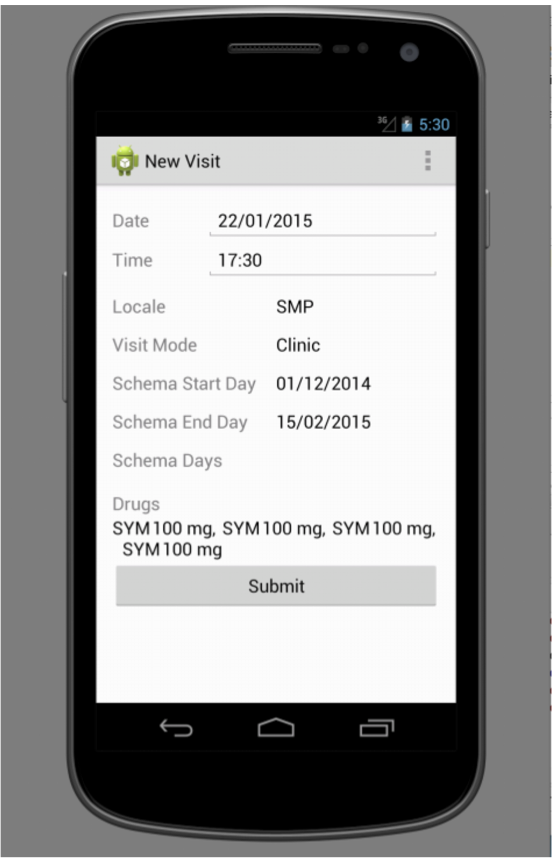 3G 5:30
New Visit
Date 22/01/2015
Time 17:30
Locale SMP
Visit Mode Clinic
Schema Start Day 01/12/2014
Schema End Day 15/02/2015
Schema Days
Drugs
SYM100 mg, SYM100 mg, SYM100 mg,
SYM100 mg
Submit